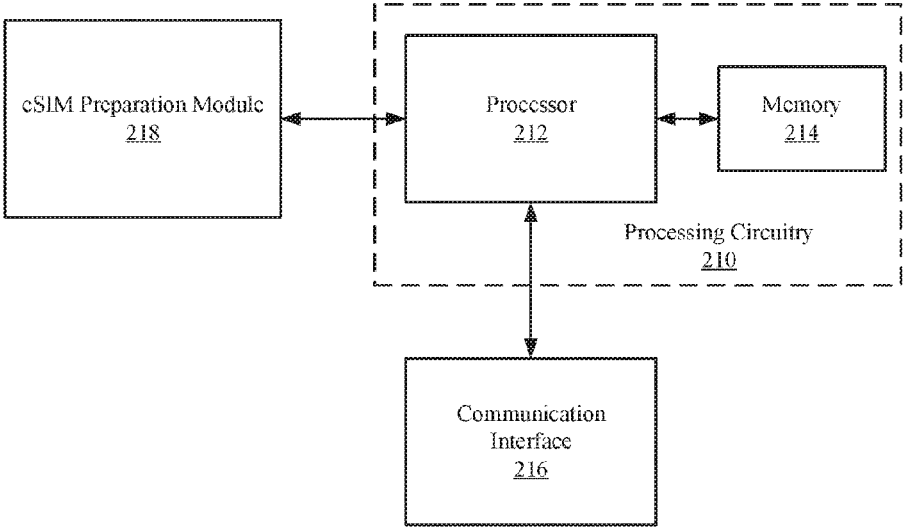 eSIM Preparation Module
218
Processor
212
Memory
214
Processing Circuitry
210
Communication
Interface
216